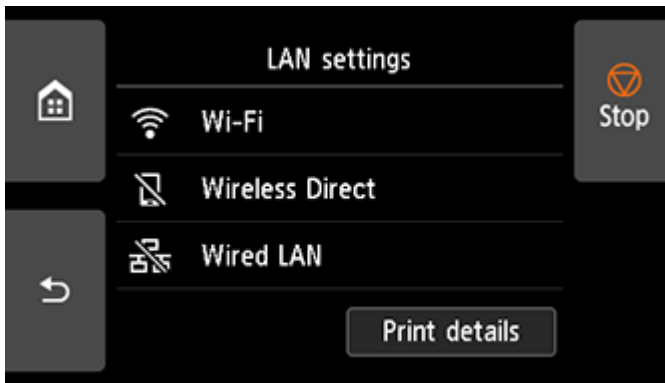 LAN settings
Wi-Fi
Stop
Wireless Direct
Wired LAN
Print details